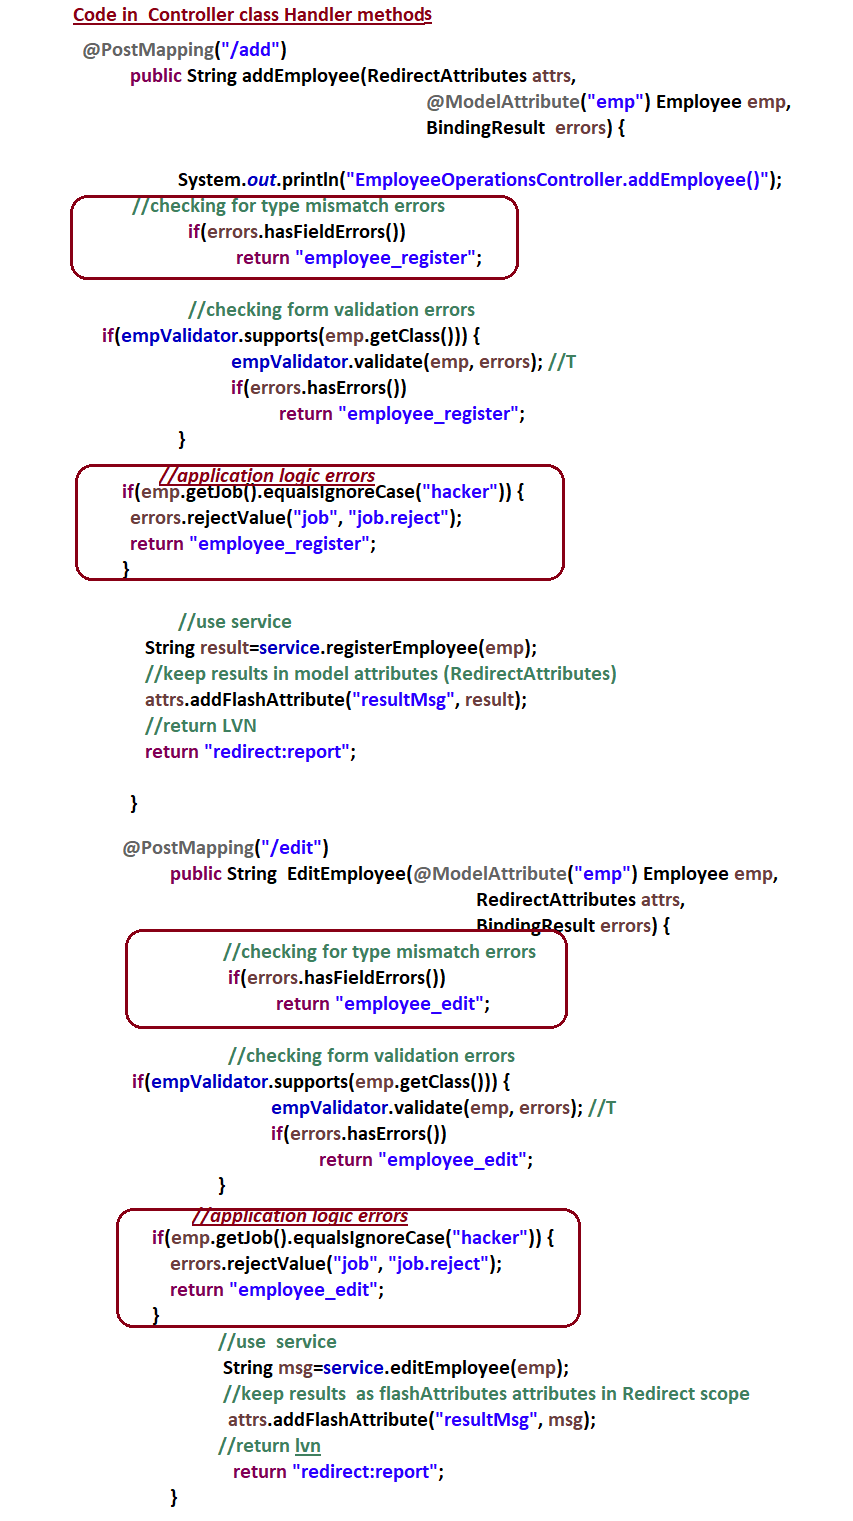 Code in  Controller class Handler methods
@PostMapping("/add")
public String addEmployee(RedirectAttributes attrs,
@ModelAttribute("emp") Employee emp,
BindingResult  errors) {
System.out.println("EmployeeOperationsController.addEmployee()");
//checking for type mismatch errors
if(errors.hasFieldErrors())
return "employee_register";
//checking form validation errors
if(empValidator.supports(emp.getClass())) {
empValidator.validate(emp, errors); //T
if(errors.hasErrors())
return "employee_register";
}
//application logic errors
if(emp.getJob().equalsIgnoreCase("hacker")) {
errors.rejectValue("job", "job.reject");
return "employee_register";
}
//use service
String result=service.registerEmployee(emp);
//keep results in model attributes (RedirectAttributes)
attrs.addFlashAttribute("resultMsg", result);
//return LVN
return "redirect:report";
}
@PostMapping("/edit")
public String  EditEmployee(@ModelAttribute("emp") Employee emp,
RedirectAttributes attrs,
BindingResult errors) {
//checking for type mismatch errors
if(errors.hasFieldErrors())
return "employee_edit";
//checking form validation errors
if(empValidator.supports(emp.getClass())) {
empValidator.validate(emp, errors); //T
if(errors.hasErrors())
return "employee_edit";
}
//application logic errors
if(emp.getJob().equalsIgnoreCase("hacker")) {
errors.rejectValue("job", "job.reject");
return "employee_edit";
}
//use  service
String msg=service.editEmployee(emp);
//keep results  as flashAttributes attributes in Redirect scope
attrs.addFlashAttribute("resultMsg", msg);
//return lvn
return "redirect:report";
}